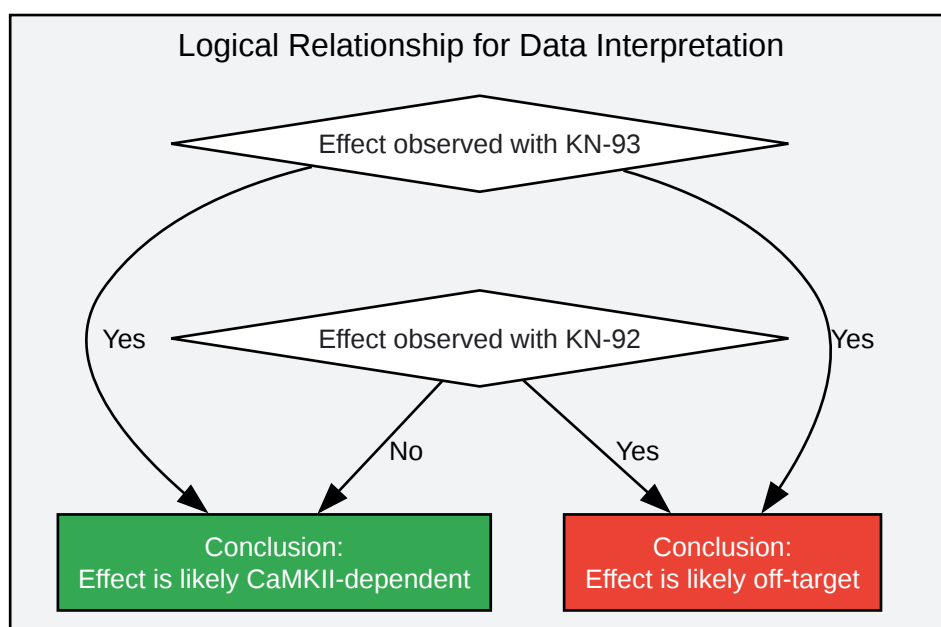 Logical Relationship for Data Interpretation
Effect observed with KN-93
Yes
Effect observed with KN-92
Yes
No
Yes
Conclusion:
Effect is likely CaMKII-dependent
Conclusion:
Effect is likely off-target